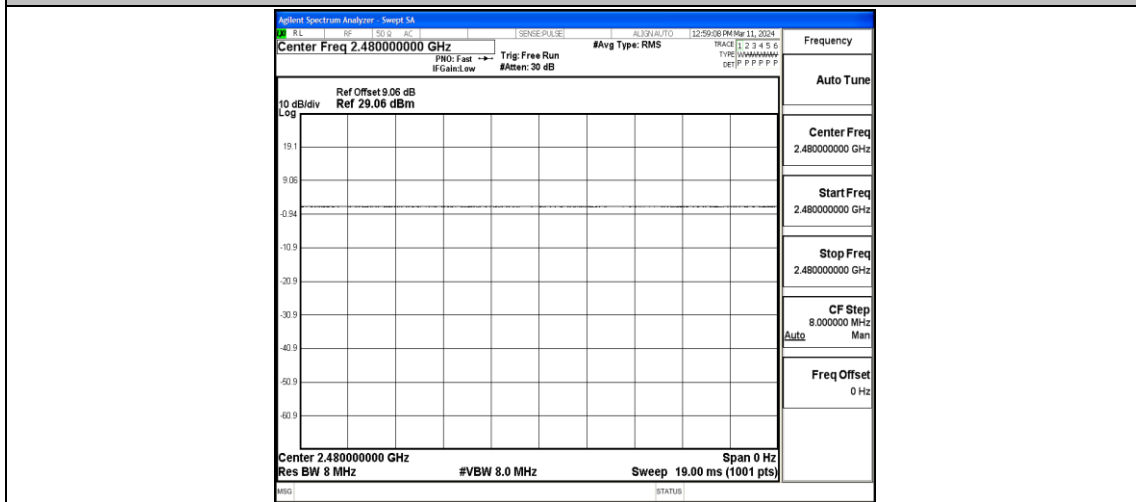 Agilent Spectrum Analyzer - Swept SA
RL RF 50 Ω AC SENSE:PULSE ALIGN AUTO 12:59:08 PM Mar 11, 2024
Center Freq 2.480000000 GHz
PNO: Fast
IFGain:Low
Trig: Free Run
#Atten: 30 dB
#Avg Type: RMS
TRACE 1 2 3 4 5 6
TYPE
DET P P P P P P
Ref Offset 9.06 dB
10 dB/div Ref 29.06 dBm
Log
19.1
9.06
-0.94
-10.9
-20.9
-30.9
-40.9
-50.9
-60.9
Center 2.480000000 GHz Span 0 Hz
Res BW 8 MHz #VBW 8.0 MHz Sweep 19.00 ms (1001 pts)
MSG STATUS
Frequency
Auto Tune
Center Freq
2.480000000 GHz
Start Freq
2.480000000 GHz
Stop Freq
2.480000000 GHz
CF Step
8.000000 MHz
Auto Man
Freq Offset
0 Hz